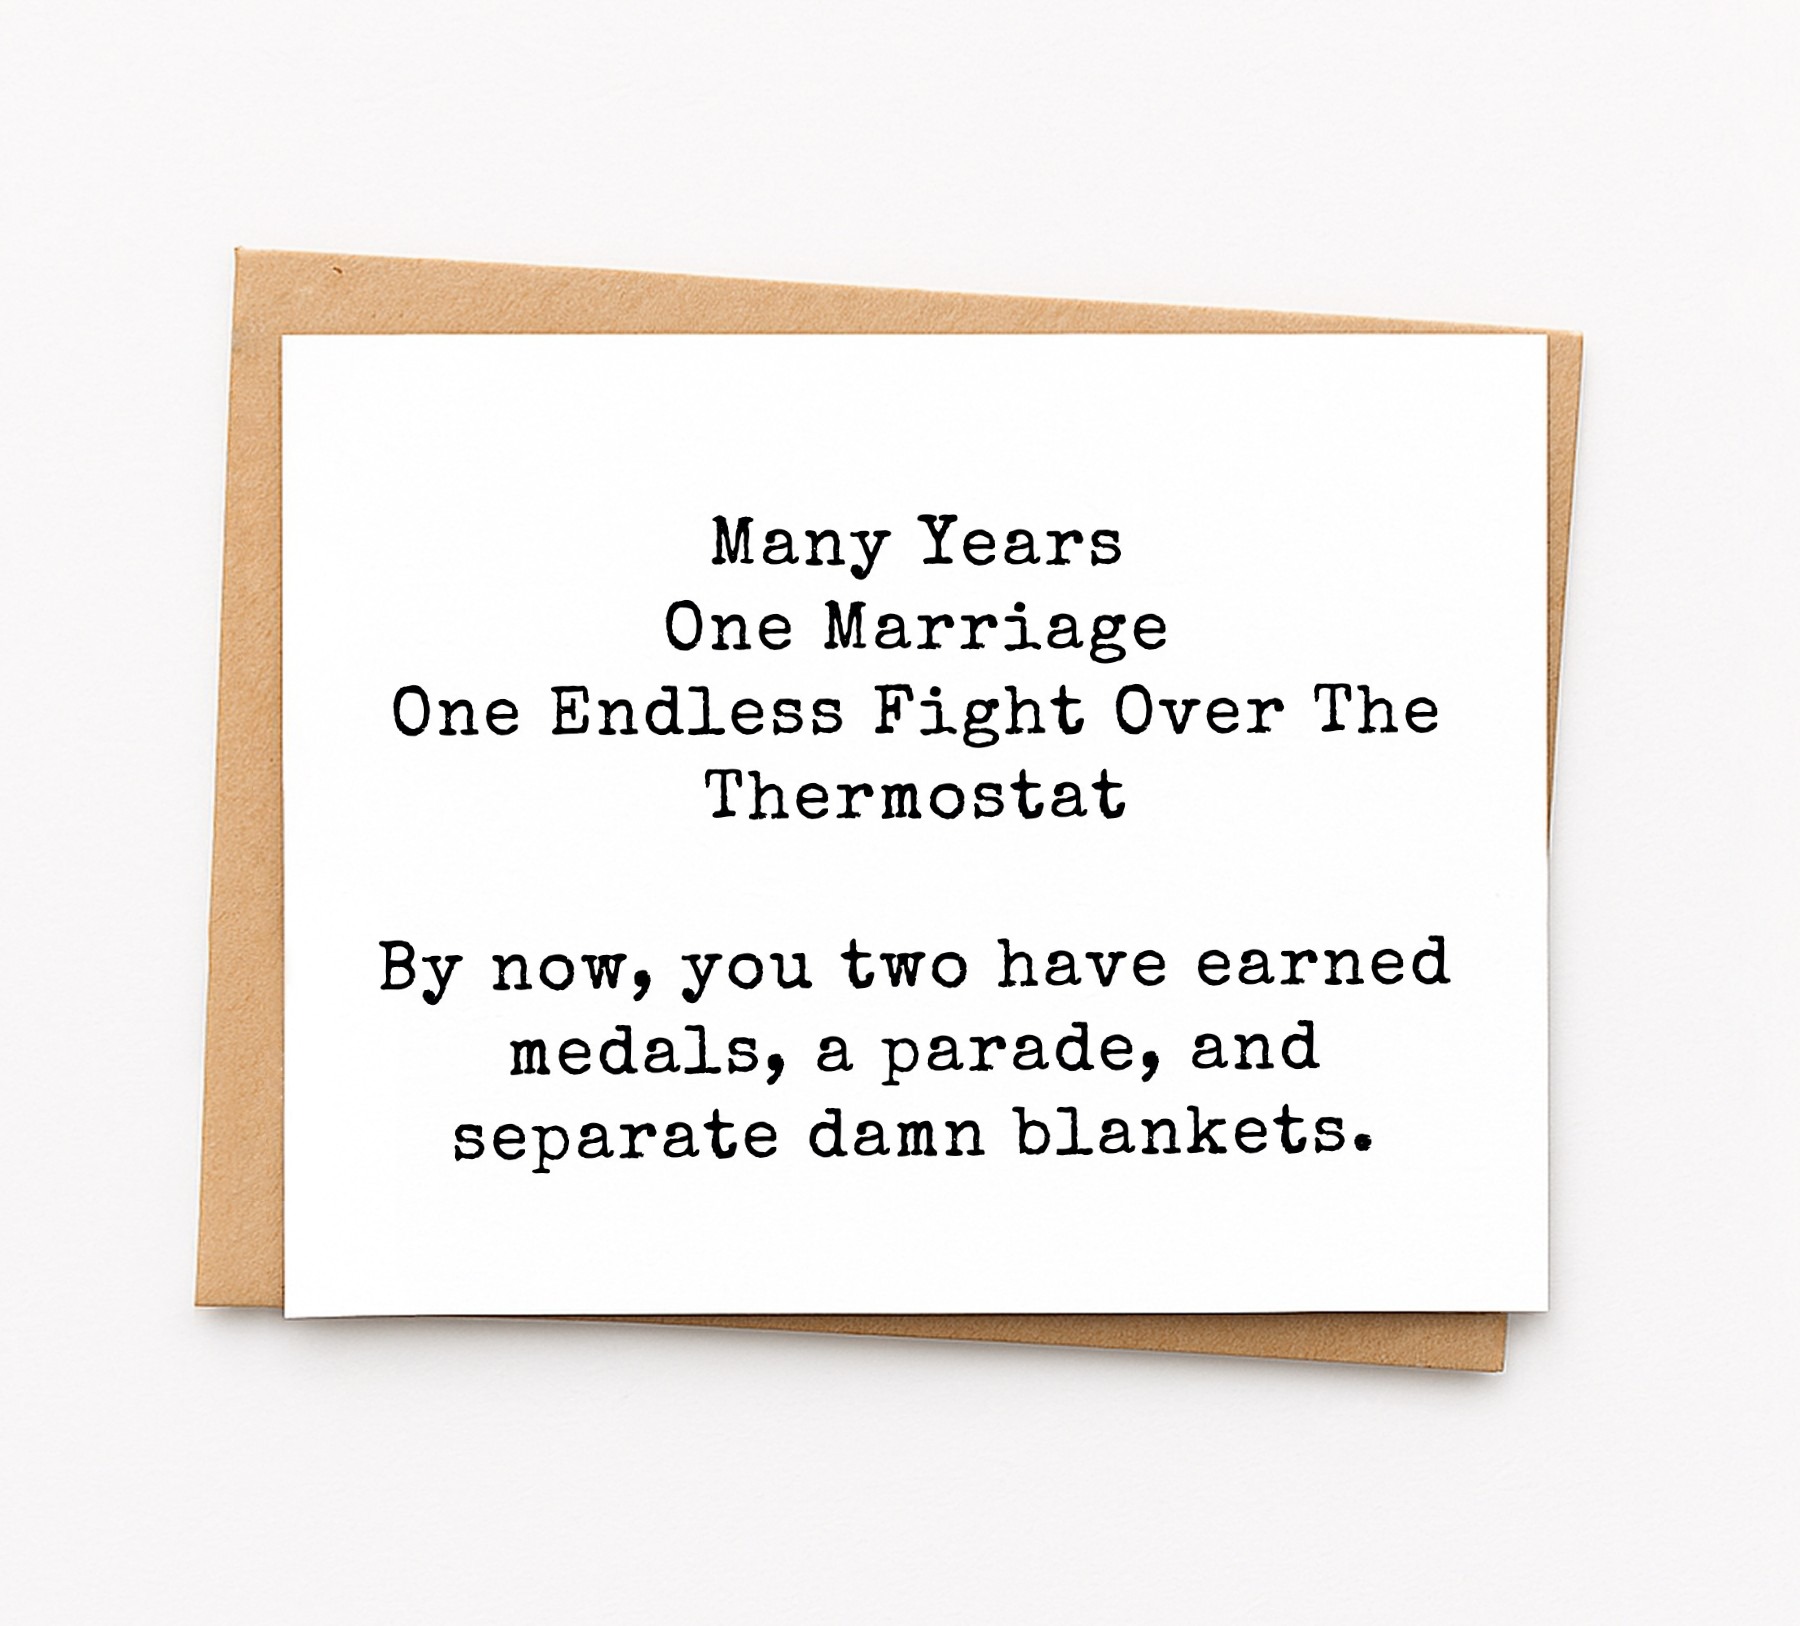 Many Years
One Marriage
One Endless Fight Over The
Thermostat
By now, you two have earned
medals, a parade, and
separate damn blankets.